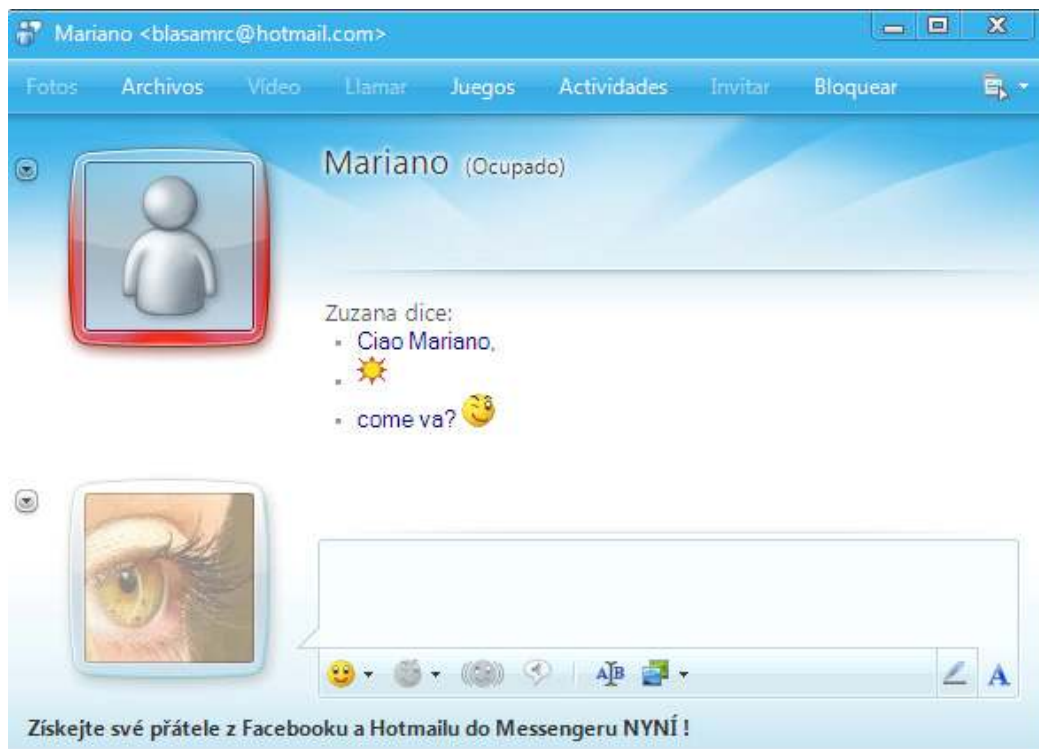 Mariano <blasamrc@hotmail.com>
Fotos Archivos Vídeo Llamar Juegos Actividades Invitar Bloquear
Mariano (Ocupado)
Zuzana dice:
Ciao Mariano,
come va?
A B
A
Získejte své přátele z Facebooku a Hotmailu do Messengeru NYNÍ !